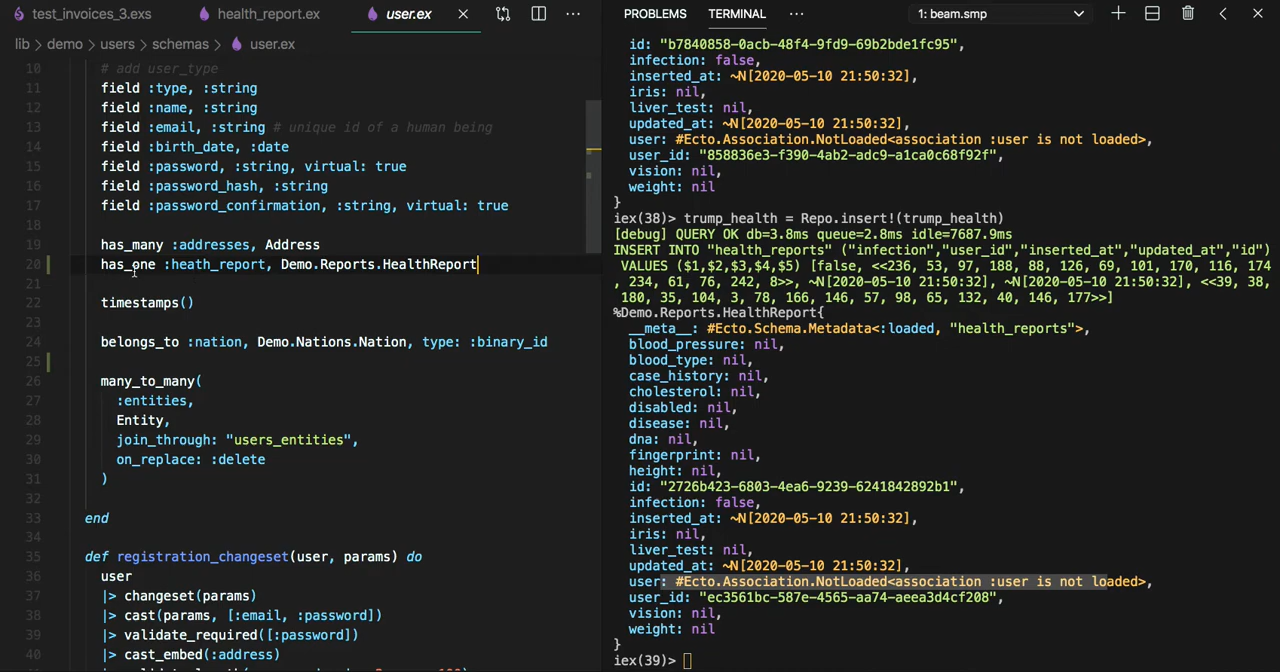 test_invoices_3.exs
health_report.ex
user.ex
lib > demo > users > schemas > user.ex
10 # add user_type
11 field :type, :string
12 field :name, :string
13 field :email, :string # unique id of a human being
14 field :birth_date, :date
15 field :password, :string, virtual: true
16 field :password_hash, :string
17 field :password_confirmation, :string, virtual: true
18
19 has_many :addresses, Address
20 has_one :heath_report, Demo.Reports.HealthReport
21
22 timestamps()
23
24 belongs_to :nation, Demo.Nations.Nation, type: :binary_id
25
26 many_to_many(
27 :entities,
28 Entity,
29 join_through: "users_entities",
30 on_replace: :delete
31 )
32
33 end
34
35 def registration_changeset(user, params) do
36 user
37 |> changeset(params)
38 |> cast(params, [:email, :password])
39 |> validate_required([:password])
40 |> cast_embed(:address)
PROBLEMS
TERMINAL
1: beam.smp
id: "b7840858-0acb-48f4-9fd9-69b2bde1fc95",
infection: false,
inserted_at: ~N[2020-05-10 21:50:32],
iris: nil,
liver_test: nil,
updated_at: ~N[2020-05-10 21:50:32],
user: #Ecto.Association.NotLoaded<association :user is not loaded>,
user_id: "858836e3-f390-4ab2-adc9-a1ca0c68f92f",
vision: nil,
weight: nil
}
iex(38)> trump_health = Repo.insert!(trump_health)
[debug] QUERY OK db=3.8ms queue=2.8ms idle=7687.9ms
INSERT INTO "health_reports" ("infection","user_id","inserted_at","updated_at","id")
VALUES ($1,$2,$3,$4,$5) [false, <<236, 53, 97, 188, 88, 126, 69, 101, 170, 116, 174
, 234, 61, 76, 242, 8>>, ~N[2020-05-10 21:50:32], ~N[2020-05-10 21:50:32], <<39, 38,
180, 35, 104, 3, 78, 166, 146, 57, 98, 65, 132, 40, 146, 177>>]
%Demo.Reports.HealthReport{
__meta__: #Ecto.Schema.Metadata<:loaded, "health_reports">,
blood_pressure: nil,
blood_type: nil,
case_history: nil,
cholesterol: nil,
disabled: nil,
disease: nil,
dna: nil,
fingerprint: nil,
height: nil,
id: "2726b423-6803-4ea6-9239-6241842892b1",
infection: false,
inserted_at: ~N[2020-05-10 21:50:32],
iris: nil,
liver_test: nil,
updated_at: ~N[2020-05-10 21:50:32],
user: #Ecto.Association.NotLoaded<association :user is not loaded>,
user_id: "ec3561bc-587e-4565-aa74-aeea3d4cf208",
vision: nil,
weight: nil
}
iex(39)>